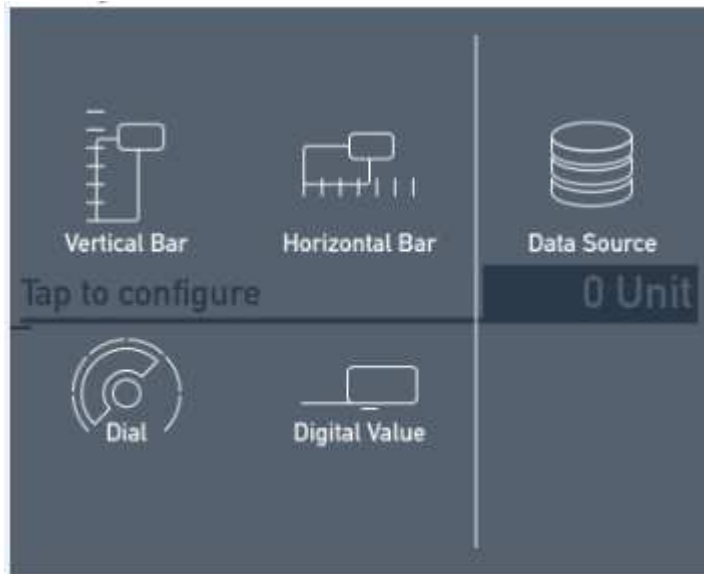 Vertical Bar
Horizontal Bar
Data Source
Tap to configure
0 Unit
Dial
Digital Value